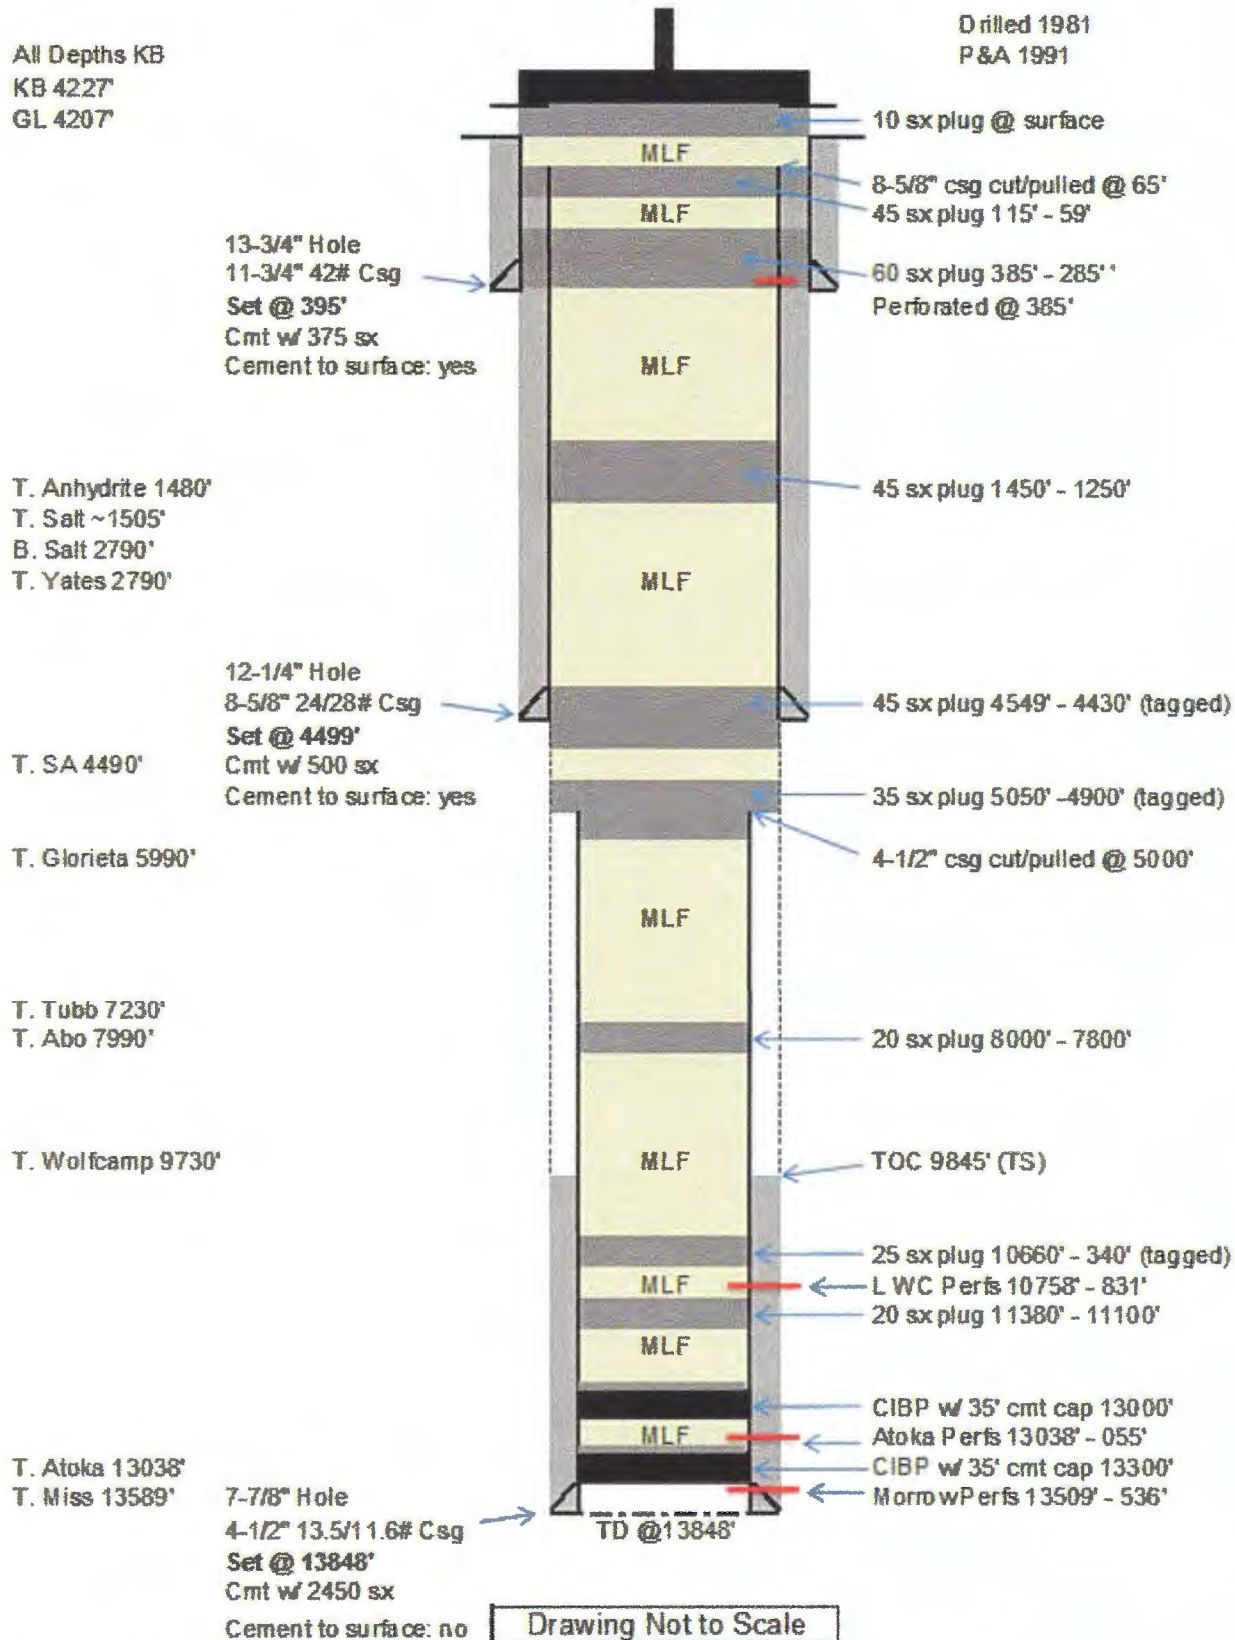 All Depths KB
KB 4227'
GL 4207'
Drilled 1981
P&A 1991
10 sx plug @ surface
MLF
8-5/8" csg cut/pulled @ 65'
45 sx plug 115' - 59'
MLF
13-3/4" Hole
11-3/4" 42# Csg
Set @ 395'
Cmt w/ 375 sx
Cement to surface: yes
60 sx plug 385' - 285'
Perforated @ 385'
MLF
T. Anhydrite 1480'
T. Salt ~1505'
B. Salt 2790'
T. Yates 2790'
45 sx plug 1450' - 1250'
MLF
12-1/4" Hole
8-5/8" 24/28# Csg
Set @ 4499'
Cmt w/ 500 sx
Cement to surface: yes
45 sx plug 4549' - 4430' (tagged)
T. SA 4490'
35 sx plug 5050' -4900' (tagged)
T. Glorieta 5990'
4-1/2" csg cut/pulled @ 5000'
MLF
T. Tubb 7230'
T. Abo 7990'
20 sx plug 8000' - 7800'
T. Wolfcamp 9730'
MLF
TOC 9845' (TS)
25 sx plug 10660' - 340' (tagged)
MLF
L WC Perfs 10758' - 831'
20 sx plug 11380' - 11100'
MLF
CIBP w/ 35' cmt cap 13000'
MLF
Atoka Perfs 13038' - 055'
T. Atoka 13038'
T. Miss 13589'
CIBP w/ 35' cmt cap 13300'
Morrow Perfs 13509' - 536'
7-7/8" Hole
4-1/2" 13.5/11.6# Csg
Set @ 13848'
Cmt w/ 2450 sx
Cement to surface: no
TD @13848'
Drawing Not to Scale